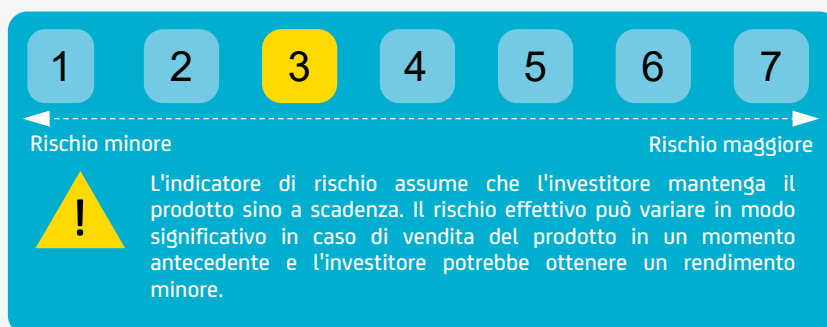 1 2 3 4 5 6 7
Rischio minore Rischio maggiore
!
L'indicatore di rischio assume che l'investitore mantenga il
prodotto sino a scadenza. Il rischio effettivo può variare in modo
significativo in caso di vendita del prodotto in un momento
antecedente e l'investitore potrebbe ottenere un rendimento
minore.